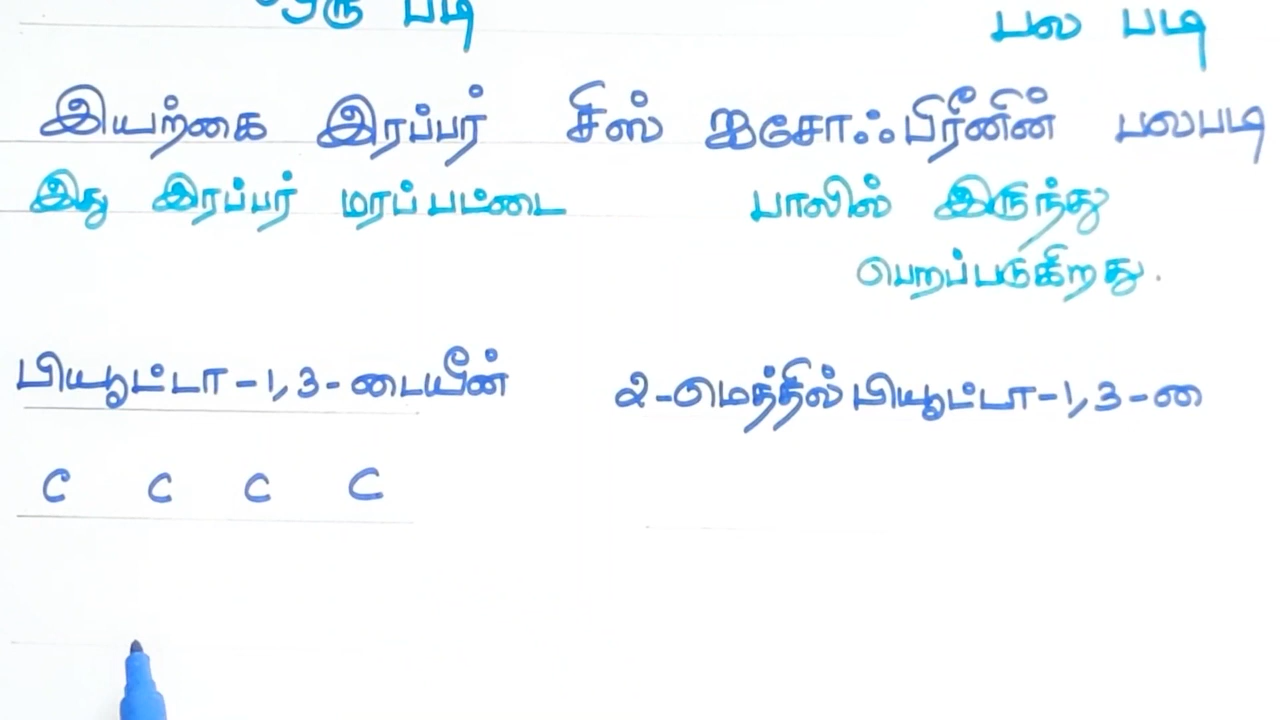 ஒரு படி பல படி
இயற்கை இரப்பர் சிஸ் ஐசோஃபிரீனின் பலபடி
இது இரப்பர் மரப்பட்டை பாலில் இருந்து
பெறப்படுகிறது.
பியூட்டா-1,3-டையீன் 2-மெத்தில் பியூட்டா-1,3-டை
C C C C